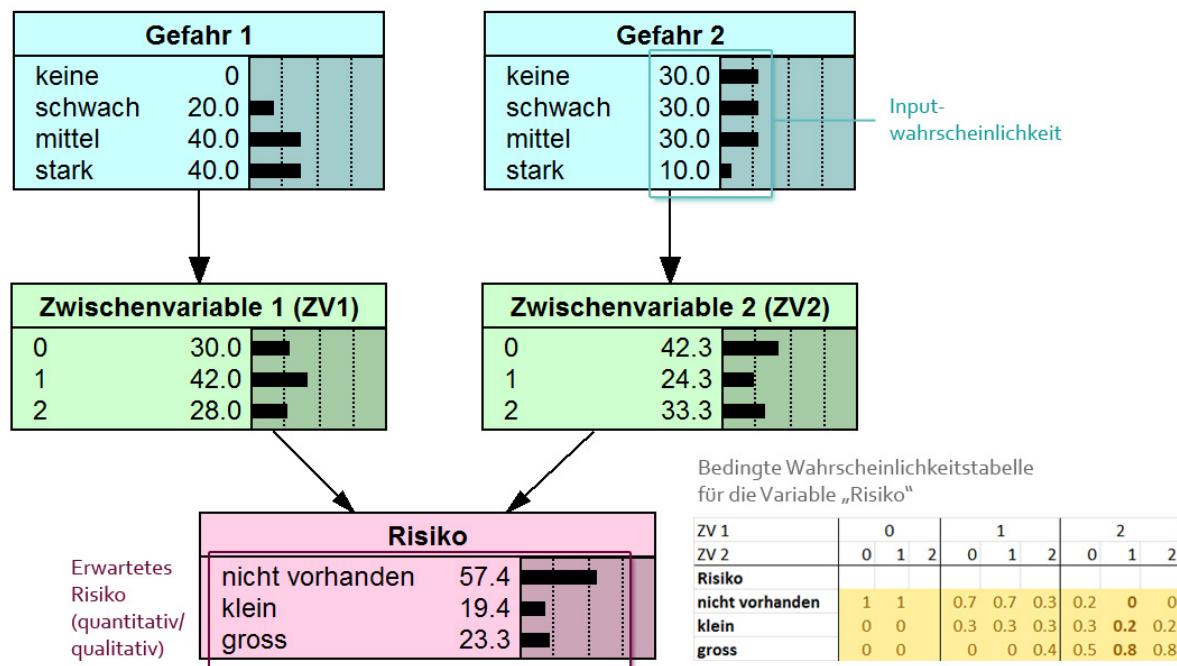 Gefahr 1
keine 0
schwach 20.0
mittel 40.0
stark 40.0
Gefahr 2
keine 30.0
schwach 30.0
mittel 30.0
stark 10.0
Input-
wahrscheinlichkeit
Zwischenvariable 1 (ZV1)
0 30.0
1 42.0
2 28.0
Zwischenvariable 2 (ZV2)
0 42.3
1 24.3
2 33.3
Erwartetes
Risiko
(quantitativ/
qualitativ)
Risiko
nicht vorhanden 57.4
klein 19.4
gross 23.3
Bedingte Wahrscheinlichkeitstabelle
für die Variable „Risiko“
ZV 1 0 1 2
ZV 2 0 1 2 0 1 2 0 1 2
Risiko
nicht vorhanden 1 1 0.7 0.7 0.3 0.2 0 0
klein 0 0 0.3 0.3 0.3 0.3 0.2 0.2
gross 0 0 0 0 0.4 0.5 0.8 0.8